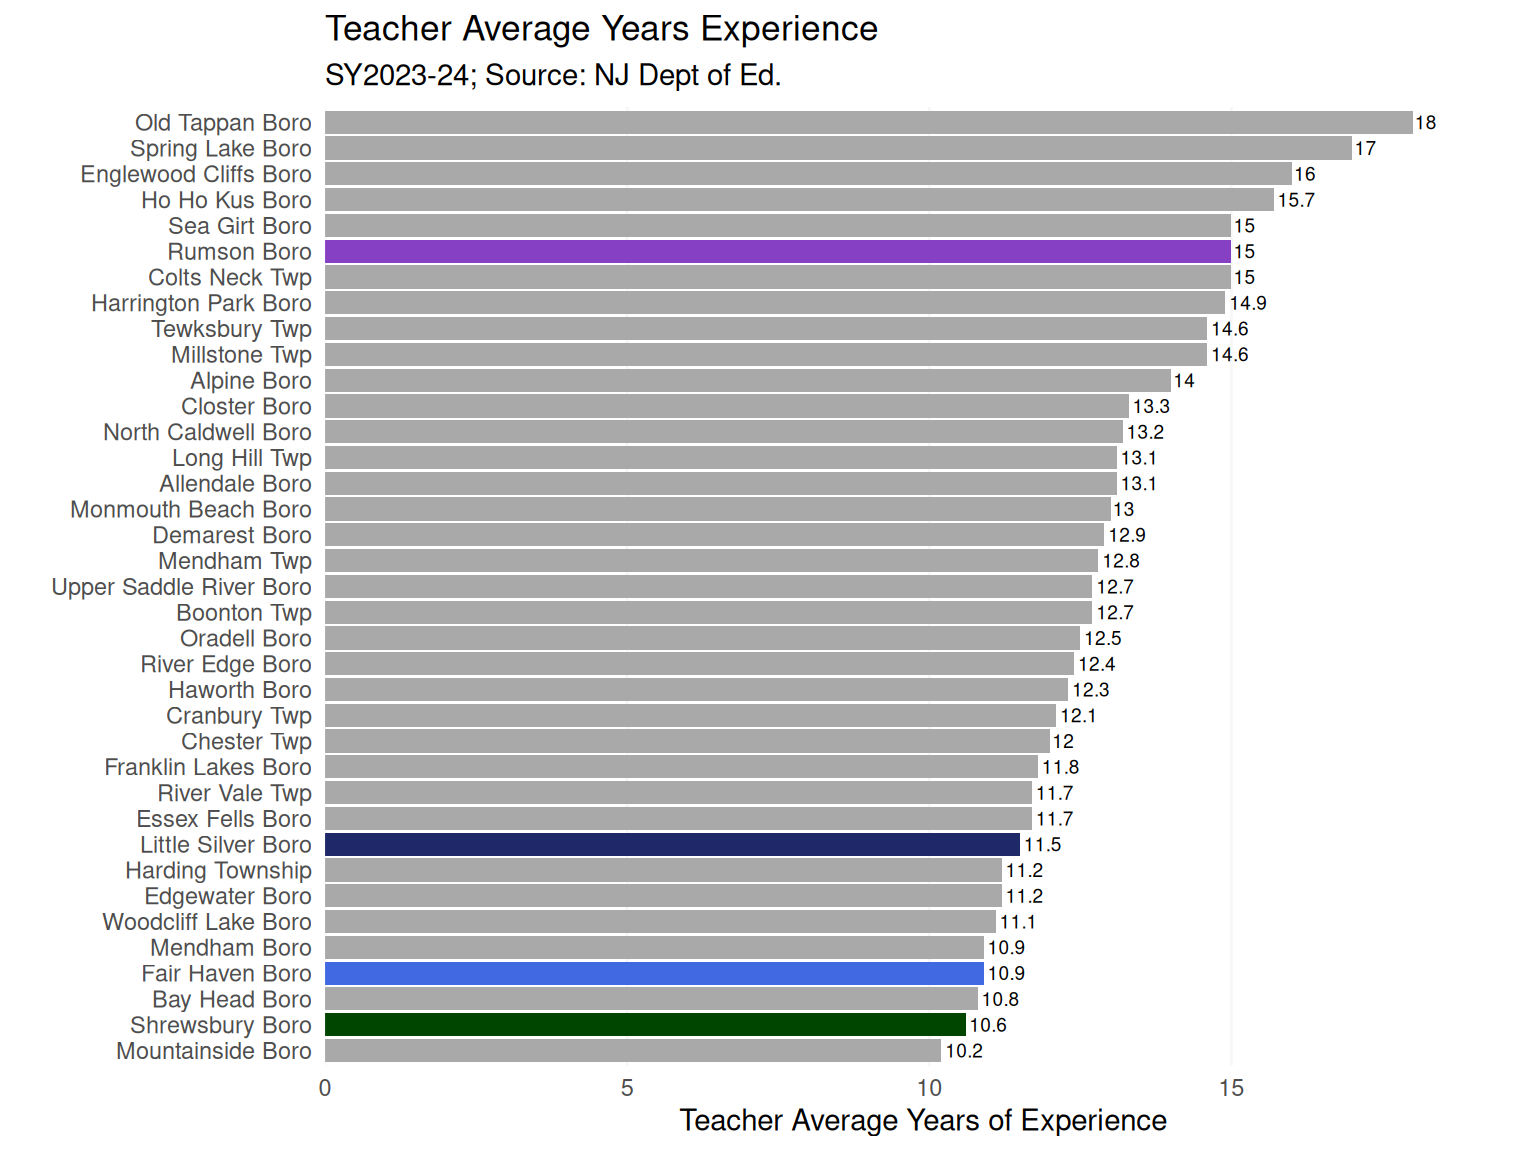 Teacher Average Years Experience
SY2023-24; Source: NJ Dept of Ed.
Old Tappan Boro 18
Spring Lake Boro 17
Englewood Cliffs Boro 16
Ho Ho Kus Boro 15.7
Sea Girt Boro 15
Rumson Boro 15
Colts Neck Twp 15
Harrington Park Boro 14.9
Tewksbury Twp 14.6
Millstone Twp 14.6
Alpine Boro 14
Closter Boro 13.3
North Caldwell Boro 13.2
Long Hill Twp 13.1
Allendale Boro 13.1
Monmouth Beach Boro 13
Demarest Boro 12.9
Mendham Twp 12.8
Upper Saddle River Boro 12.7
Boonton Twp 12.7
Oradell Boro 12.5
River Edge Boro 12.4
Haworth Boro 12.3
Cranbury Twp 12.1
Chester Twp 12
Franklin Lakes Boro 11.8
River Vale Twp 11.7
Essex Fells Boro 11.7
Little Silver Boro 11.5
Harding Township 11.2
Edgewater Boro 11.2
Woodcliff Lake Boro 11.1
Mendham Boro 10.9
Fair Haven Boro 10.9
Bay Head Boro 10.8
Shrewsbury Boro 10.6
Mountainside Boro 10.2
0 5 10 15
Teacher Average Years of Experience